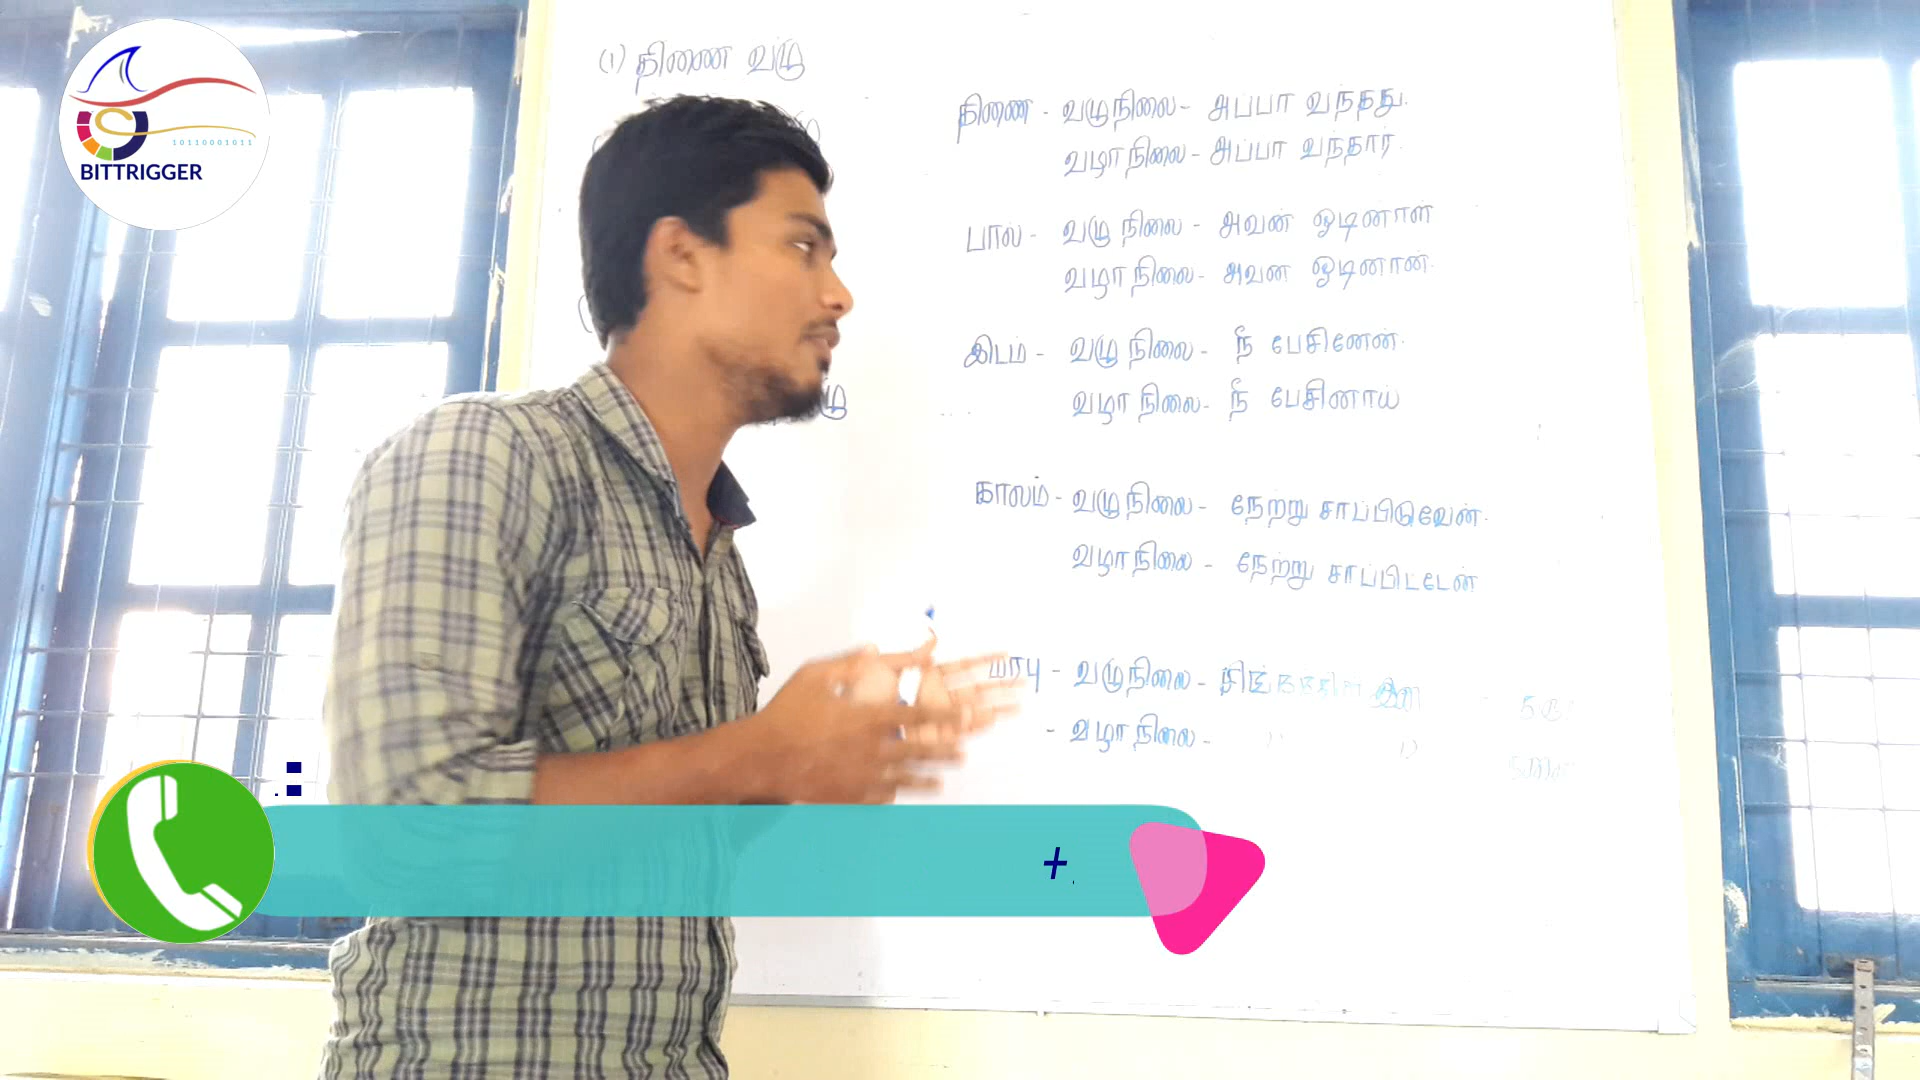 BITTRIGGER
10110001011
(1) திணை வழு
திணை - வழுநிலை - அப்பா வந்தது.
வழாநிலை - அப்பா வந்தார்.
பால் - வழு நிலை - அவன் ஓடினாள்
வழாநிலை - அவன் ஓடினான்.
இடம் - வழு நிலை - நீ பேசினேன்.
வழா நிலை - நீ பேசினாய்
காலம் - வழுநிலை - நேற்று சாப்பிடுவேன்.
வழாநிலை - நேற்று சாப்பிட்டேன்
மரபு - வழுநிலை -
- வழாநிலை -
+